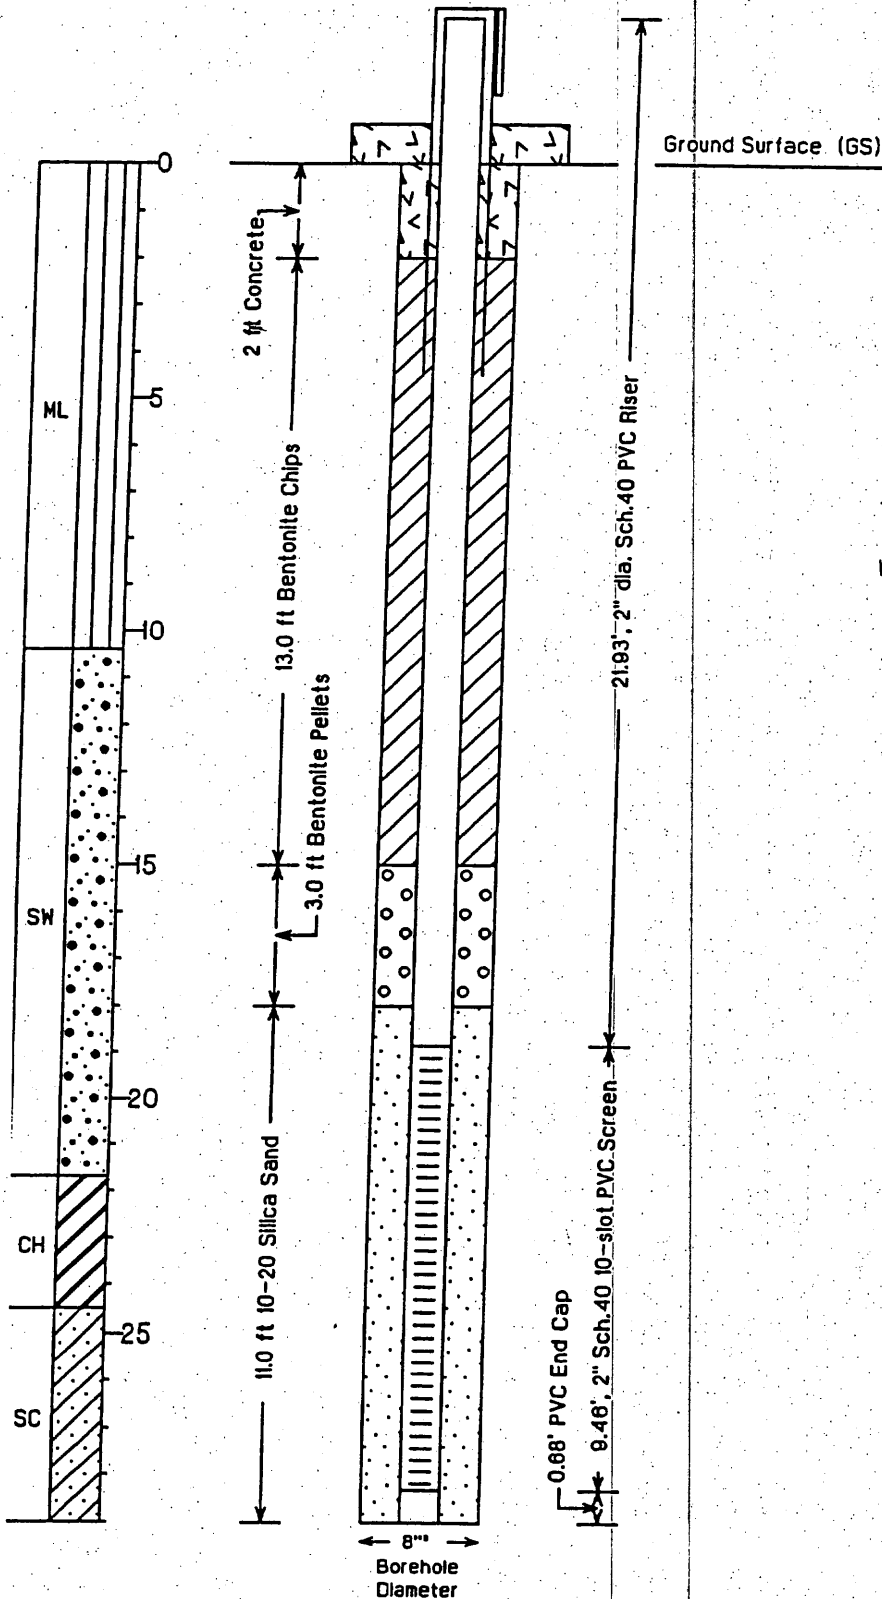 Ground Surface (GS)
0
5
10
15
20
25
ML
SW
CH
SC
2 ft Concrete
13.0 ft Bentonite Chips
3.0 ft Bentonite Pellets
11.0 ft 10-20 Silica Sand
21.93', 2" dia. Sch.40 PVC Riser
9.46', 2" Sch.40 10-slot PVC Screen
0.68' PVC End Cap
8"
Borehole
Diameter